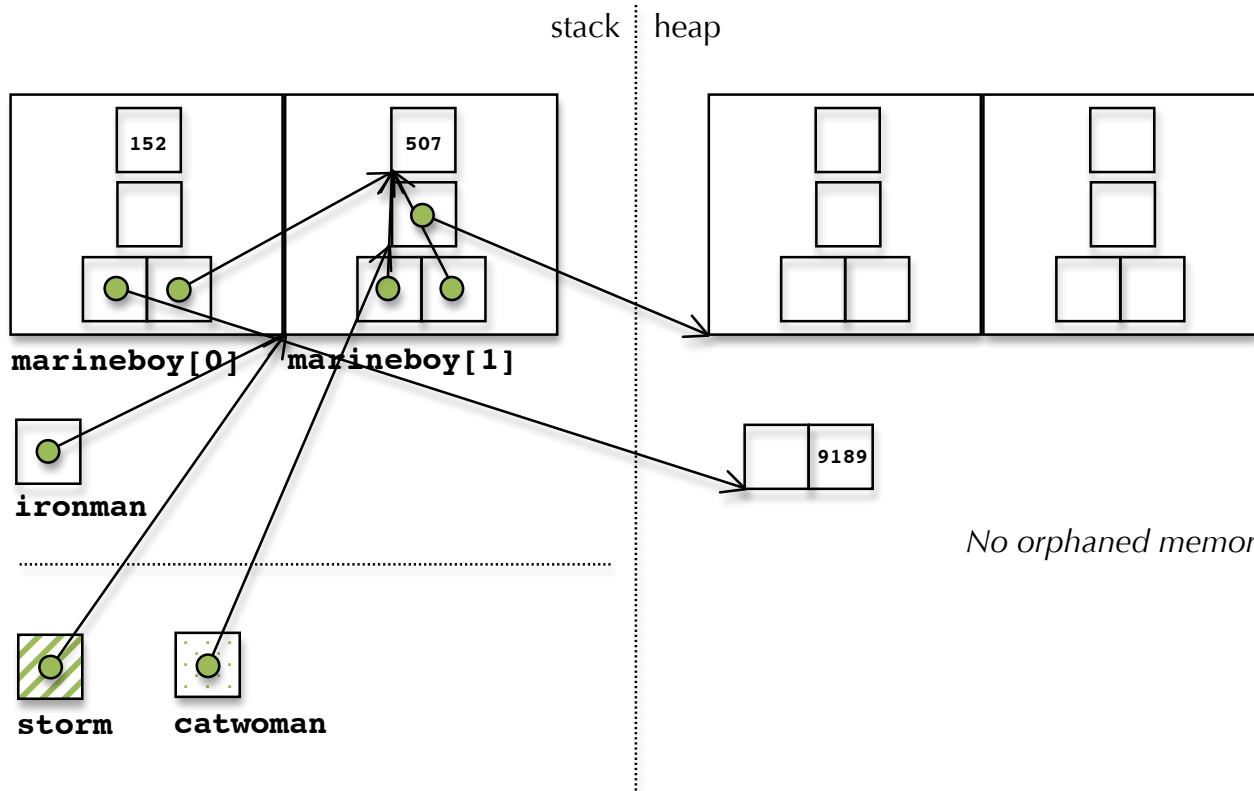 stack heap
152 507
marineboy[0] marineboy[1]
9189
ironman
No orphaned memor
storm catwoman